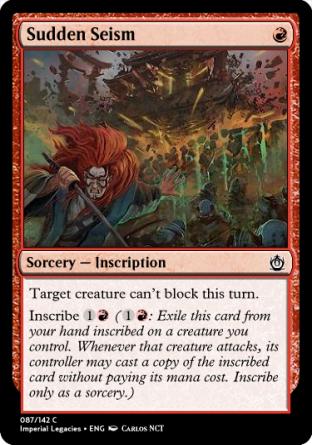 Sudden Seism
Sorcery — Inscription
Target creature can't block this turn.
Inscribe 1 (1: Exile this card from
your hand inscribed on a creature you
control. Whenever that creature attacks, its
controller may cast a copy of the inscribed
card without paying its mana cost. Inscribe
only as a sorcery.)
087/142 C
Imperial Legacies • ENG Carlos NCT